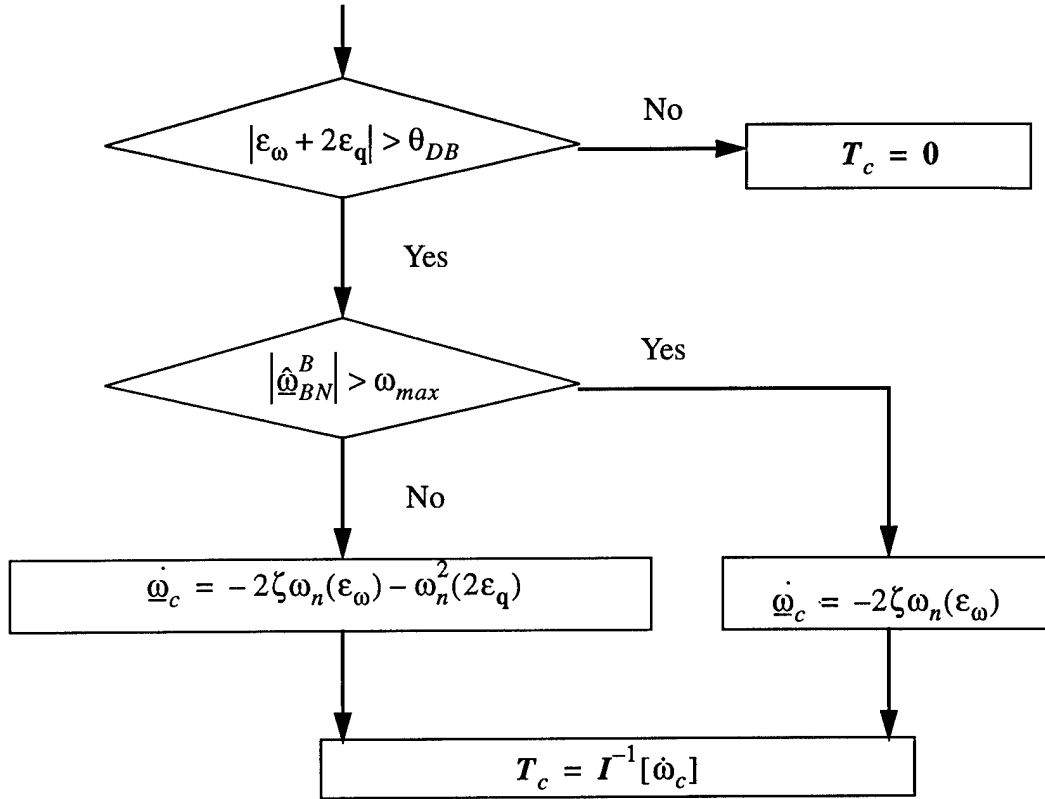 |ε_ω + 2ε_q| > θ_DB
No
T_c = 0
Yes
|ω̲̂_BN^B| > ω_max
Yes
No
ω̲̇_c = −2ζω_n(ε_ω) − ω_n^2(2ε_q)
ω̲̇_c = −2ζω_n(ε_ω)
T_c = I^−1[ω̇_c]